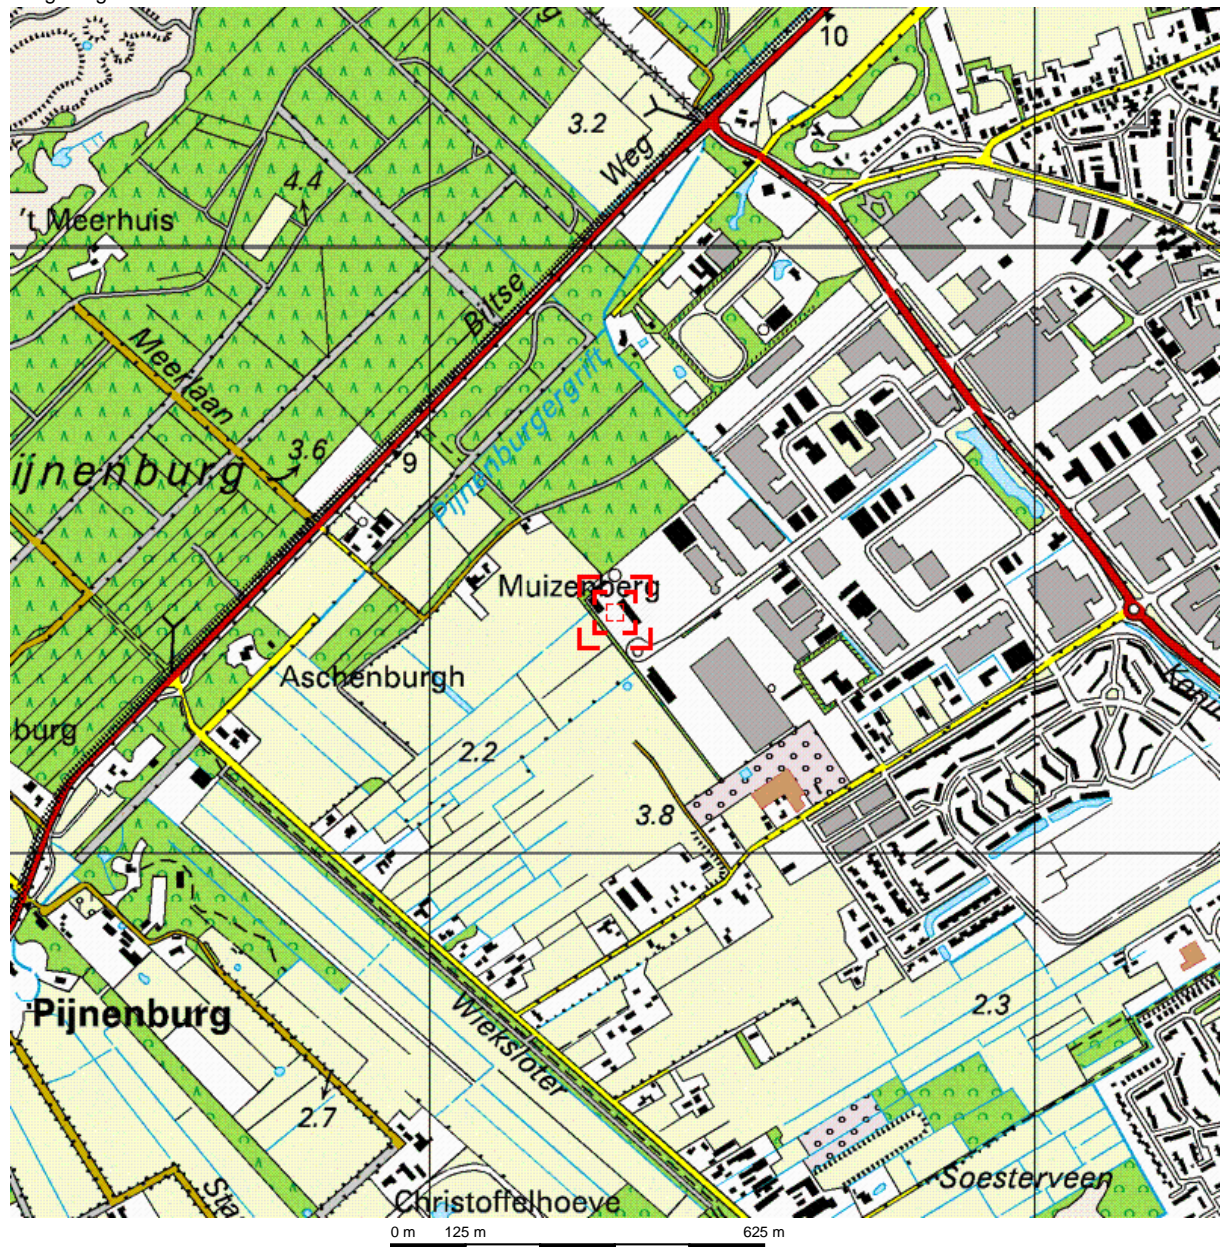 10
3.2
Weg
4.4
't Meerhuis
Biltse
Meerlaan
Pijnenburgergrift
3.6
9
ijnenburg
Muizenberg
Aschenburgh
burg
2.2
3.8
Pijnenburg
Wieksloter
2.3
2.7
Soesterveen
Christoffelhoeve
0 m 125 m 625 m